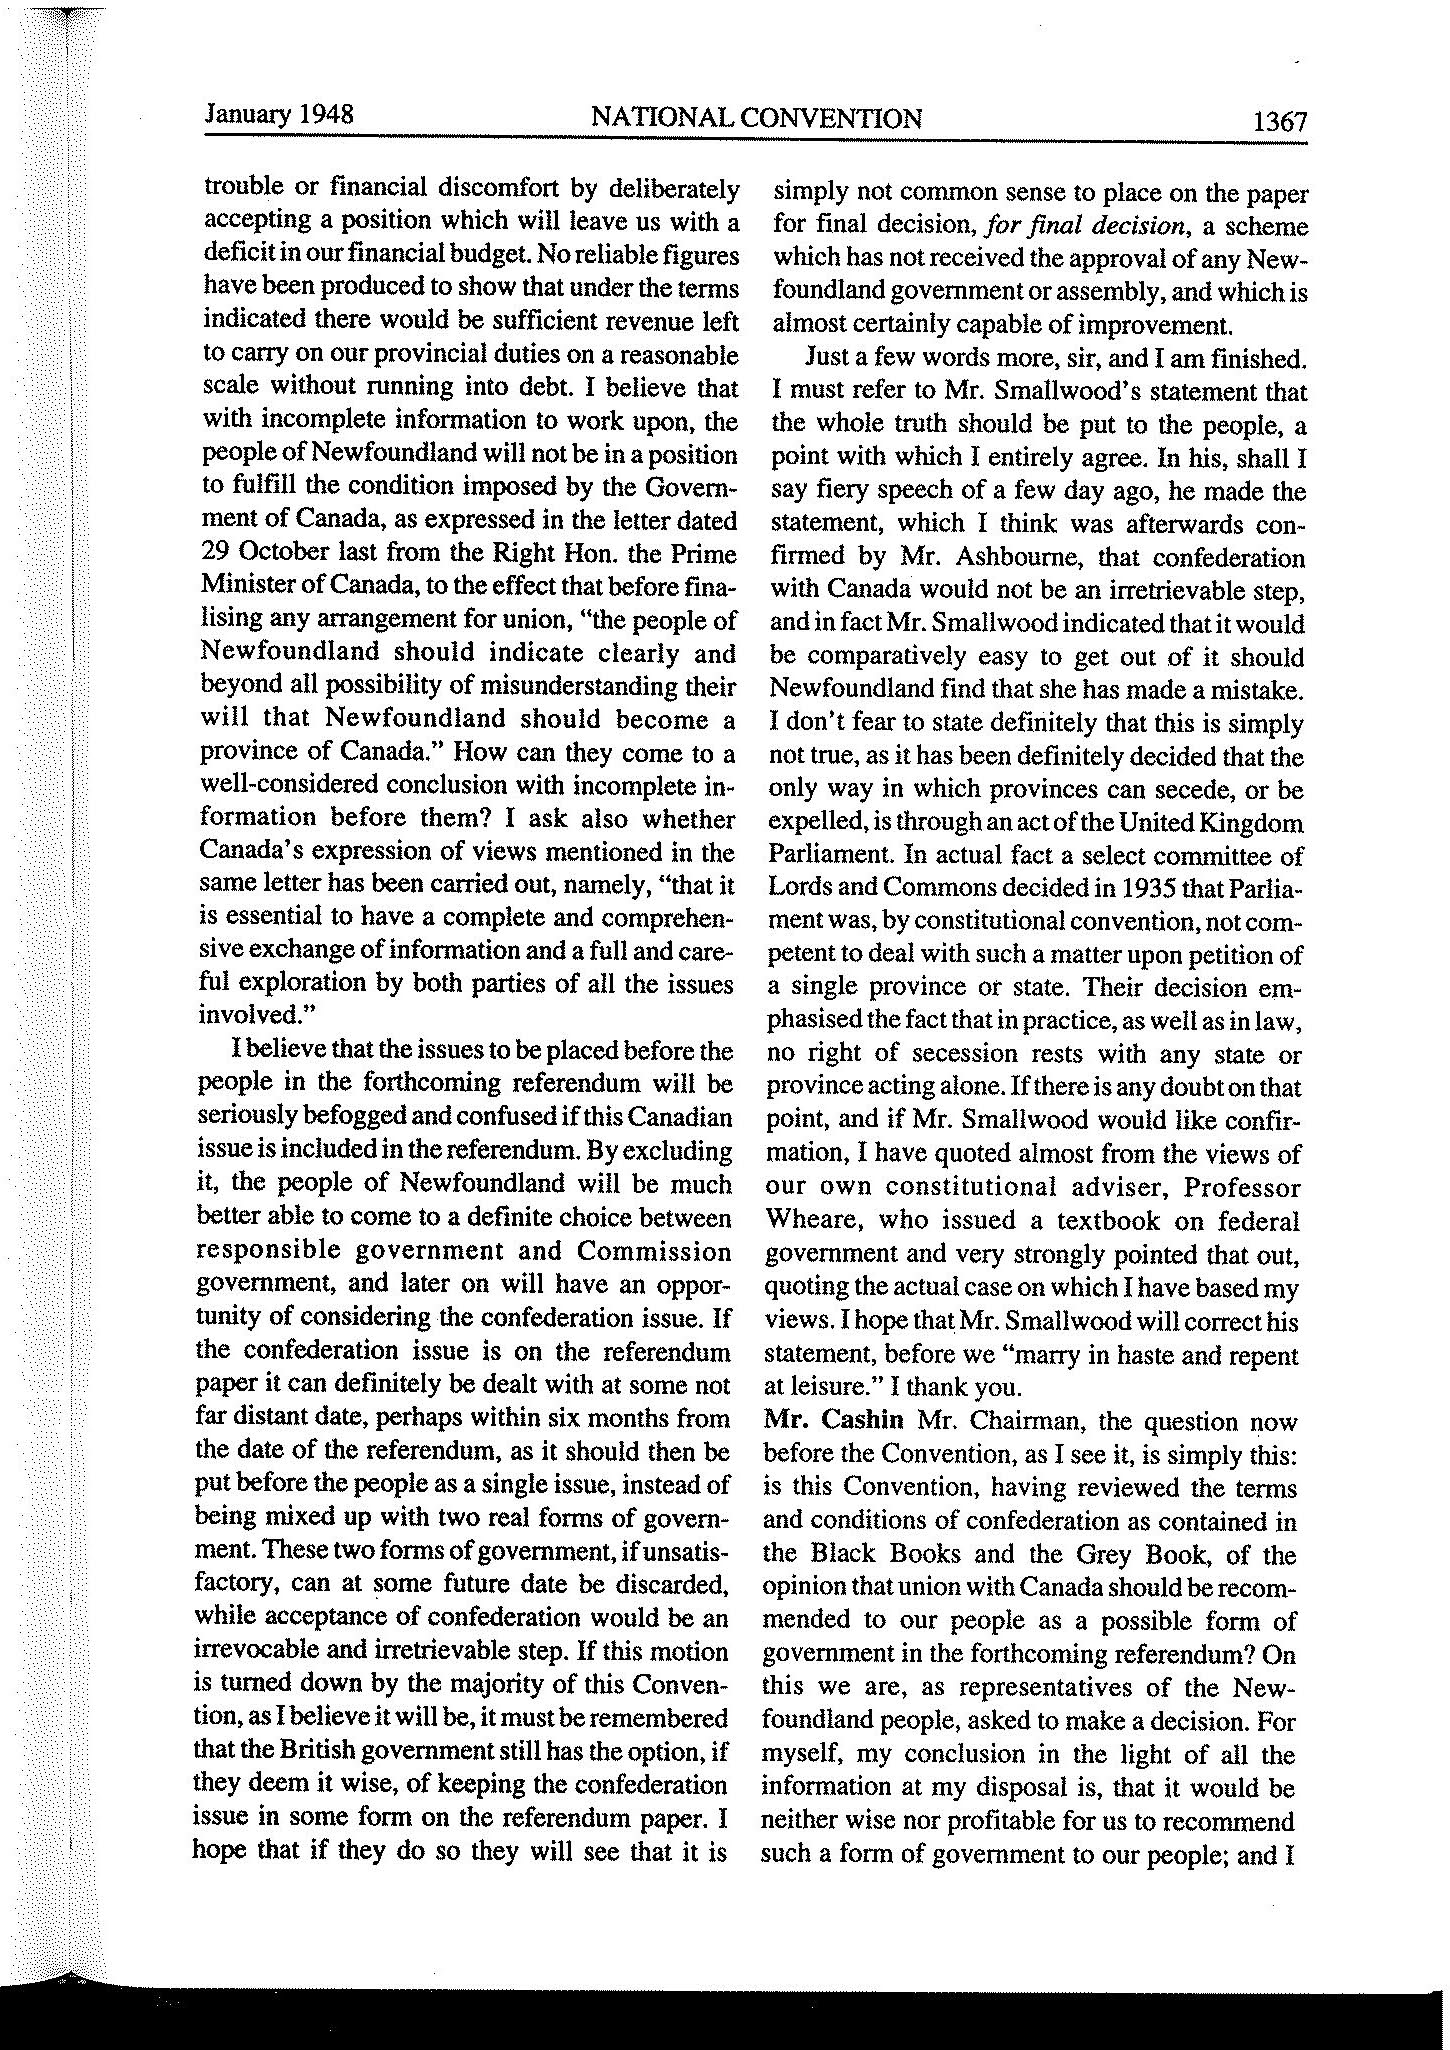 January 1948
NATIONAL CONVENTION
1367
trouble or financial discomfort by deliberately
accepting a position which will leave us with a
deficit in our financial budget. No reliable figures
have been produced to show that under the terms
indicated there would be sufficient revenue left
to carry on our provincial duties on a reasonable
scale without running into debt. I believe that
with incomplete information to work upon, the
people of Newfoundland will not be in a position
to fulfill the condition imposed by the Govern-
ment of Canada, as expressed in the letter dated
29 October last from the Right Hon. the Prime
Minister of Canada, to the effect that before fina-
lising any arrangement for union, “the people of
Newfoundland should indicate clearly and
beyond all possibility of misunderstanding their
will that Newfoundland should become a
province of Canada.” How can they come to a
well-considered conclusion with incomplete in-
formation before them? I ask also whether
Canada's expression of views mentioned in the
same letter has been carried out, namely, “that it
is essential to have a complete and comprehen-
sive exchange of information and a full and care-
ful exploration by both parties of all the issues
involved.”
I believe that the issues to be placed before the
people in the forthcoming referendum will be
seriously befogged and confused if this Canadian
issue is included in the referendum. By excluding
it, the people of Newfoundland will be much
better able to come to a definite choice between
responsible government and Commission
government, and later on will have an oppor-
tunity of considering the confederation issue. If
the confederation issue is on the referendum
paper it can definitely be dealt with at some not
far distant date, perhaps within six months from
the date of the referendum, as it should then be
put before the people as a single issue, instead of
being mixed up with two real forms of govern-
ment. These two forms of government, if unsatis-
factory, can at some future date be discarded,
while acceptance of confederation would be an
irrevocable and irretrievable step. If this motion
is turned down by the majority of this Conven-
tion, as I believe it will be, it must be remembered
that the British government still has the option, if
they deem it wise, of keeping the confederation
issue in some form on the referendum paper. I
hope that if they do so they will see that it is
simply not common sense to place on the paper
for final decision, for final decision, a scheme
which has not received the approval of any New-
foundland government or assembly, and which is
almost certainly capable of improvement.
Just a few words more, sir, and I am finished.
I must refer to Mr. Smallwood's statement that
the whole truth should be put to the people, a
point with which I entirely agree. In his, shall I
say fiery speech of a few day ago, he made the
statement, which I think was afterwards con-
firmed by Mr. Ashbourne, that confederation
with Canada would not be an irretrievable step,
and in fact Mr. Smallwood indicated that it would
be comparatively easy to get out of it should
Newfoundland find that she has made a mistake.
I don't fear to state definitely that this is simply
not true, as it has been definitely decided that the
only way in which provinces can secede, or be
expelled, is through an act of the United Kingdom
Parliament. In actual fact a select committee of
Lords and Commons decided in 1935 that Parlia-
ment was, by constitutional convention, not com-
petent to deal with such a matter upon petition of
a single province or state. Their decision em-
phasised the fact that in practice, as well as in law,
no right of secession rests with any state or
province acting alone. If there is any doubt on that
point, and if Mr. Smallwood would like confir-
mation, I have quoted almost from the views of
our own constitutional adviser, Professor
Wheare, who issued a textbook on federal
government and very strongly pointed that out,
quoting the actual case on which I have based my
views. I hope that Mr. Smallwood will correct his
statement, before we “marry in haste and repent
at leisure.” I thank you.
Mr. Cashin Mr. Chairman, the question now
before the Convention, as I see it, is simply this:
is this Convention, having reviewed the terms
and conditions of confederation as contained in
the Black Books and the Grey Book, of the
opinion that union with Canada should be recom-
mended to our people as a possible form of
government in the forthcoming referendum? On
this we are, as representatives of the New-
foundland people, asked to make a decision. For
myself, my conclusion in the light of all the
information at my disposal is, that it would be
neither wise nor profitable for us to recommend
such a form of government to our people; and I